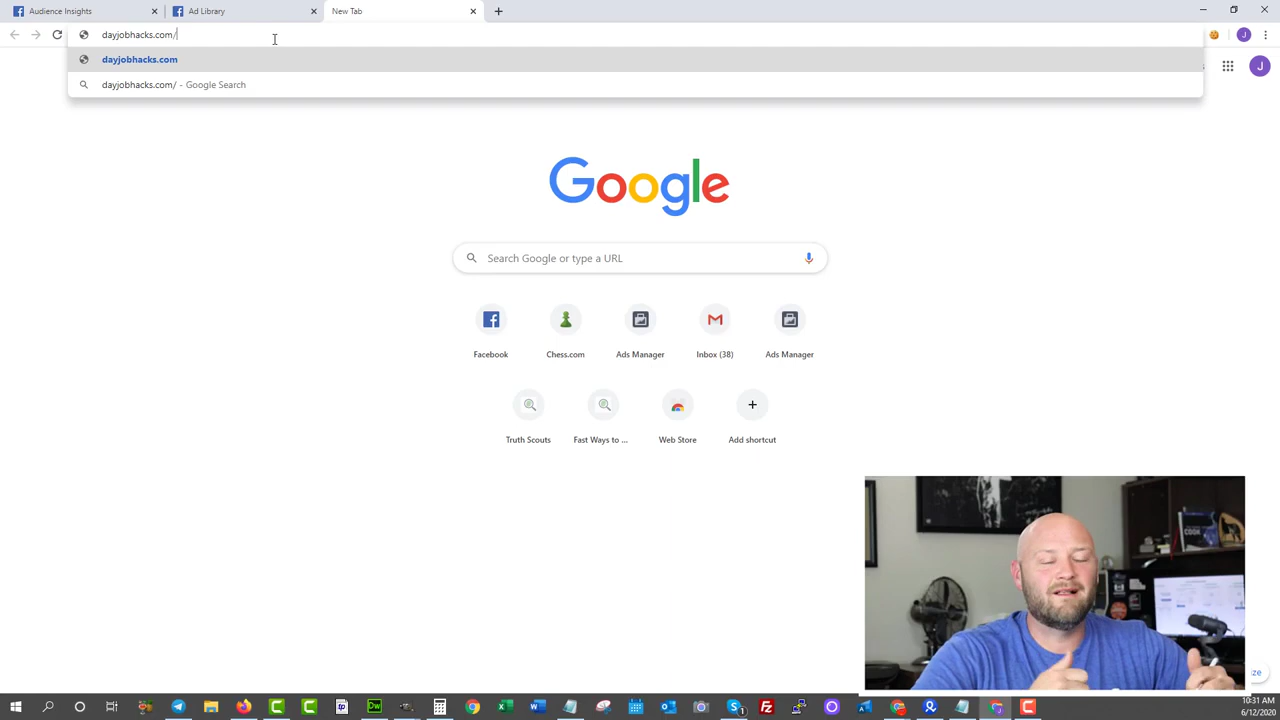 Audience Insights
Ad Library
New Tab
dayjobhacks.com/
J
dayjobhacks.com
dayjobhacks.com/ - Google Search
J
Google
Search Google or type a URL
Facebook
Chess.com
Ads Manager
Inbox (38)
Ads Manager
Truth Scouts
Fast Ways to ...
Web Store
Add shortcut
COOK
ze
10:31 AM
6/12/2020